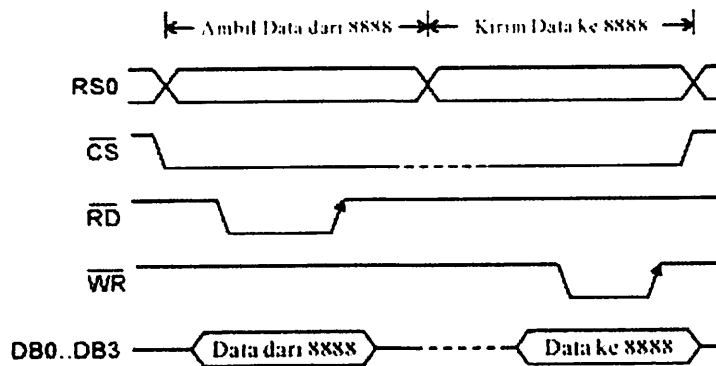 Ambil Data dari 8888 Kirim Data ke 8888
RS0
CS
RD
WR
DB0..DB3 Data dari 8888 Data ke 8888